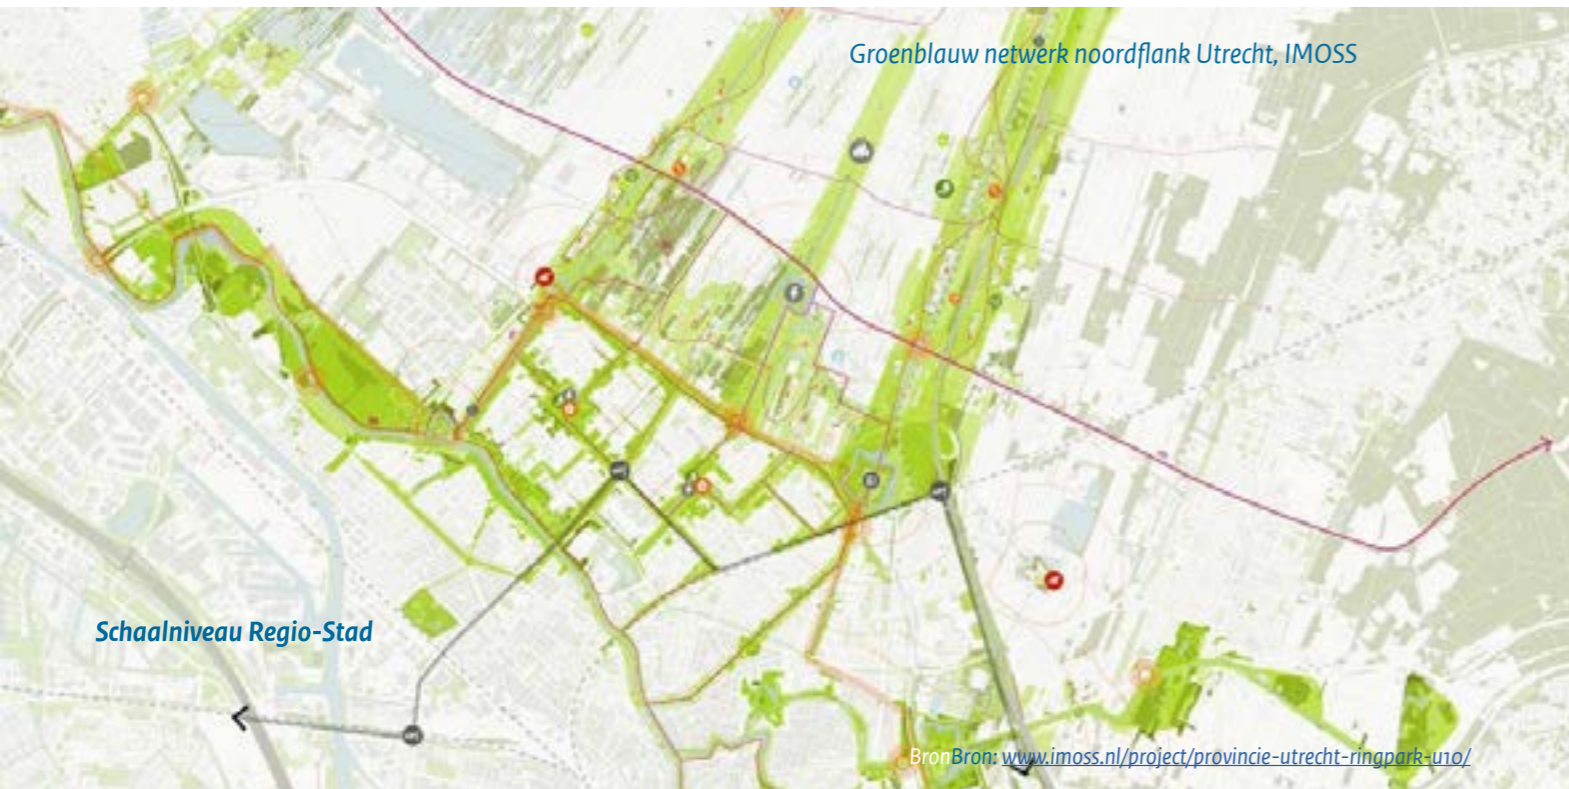 Groenblauw netwerk noordflank Utrecht, IMOSS
Schaalniveau Regio-Stad
BronBron: www.imoss.nl/project/provincie-utrecht-ringpark-u10/